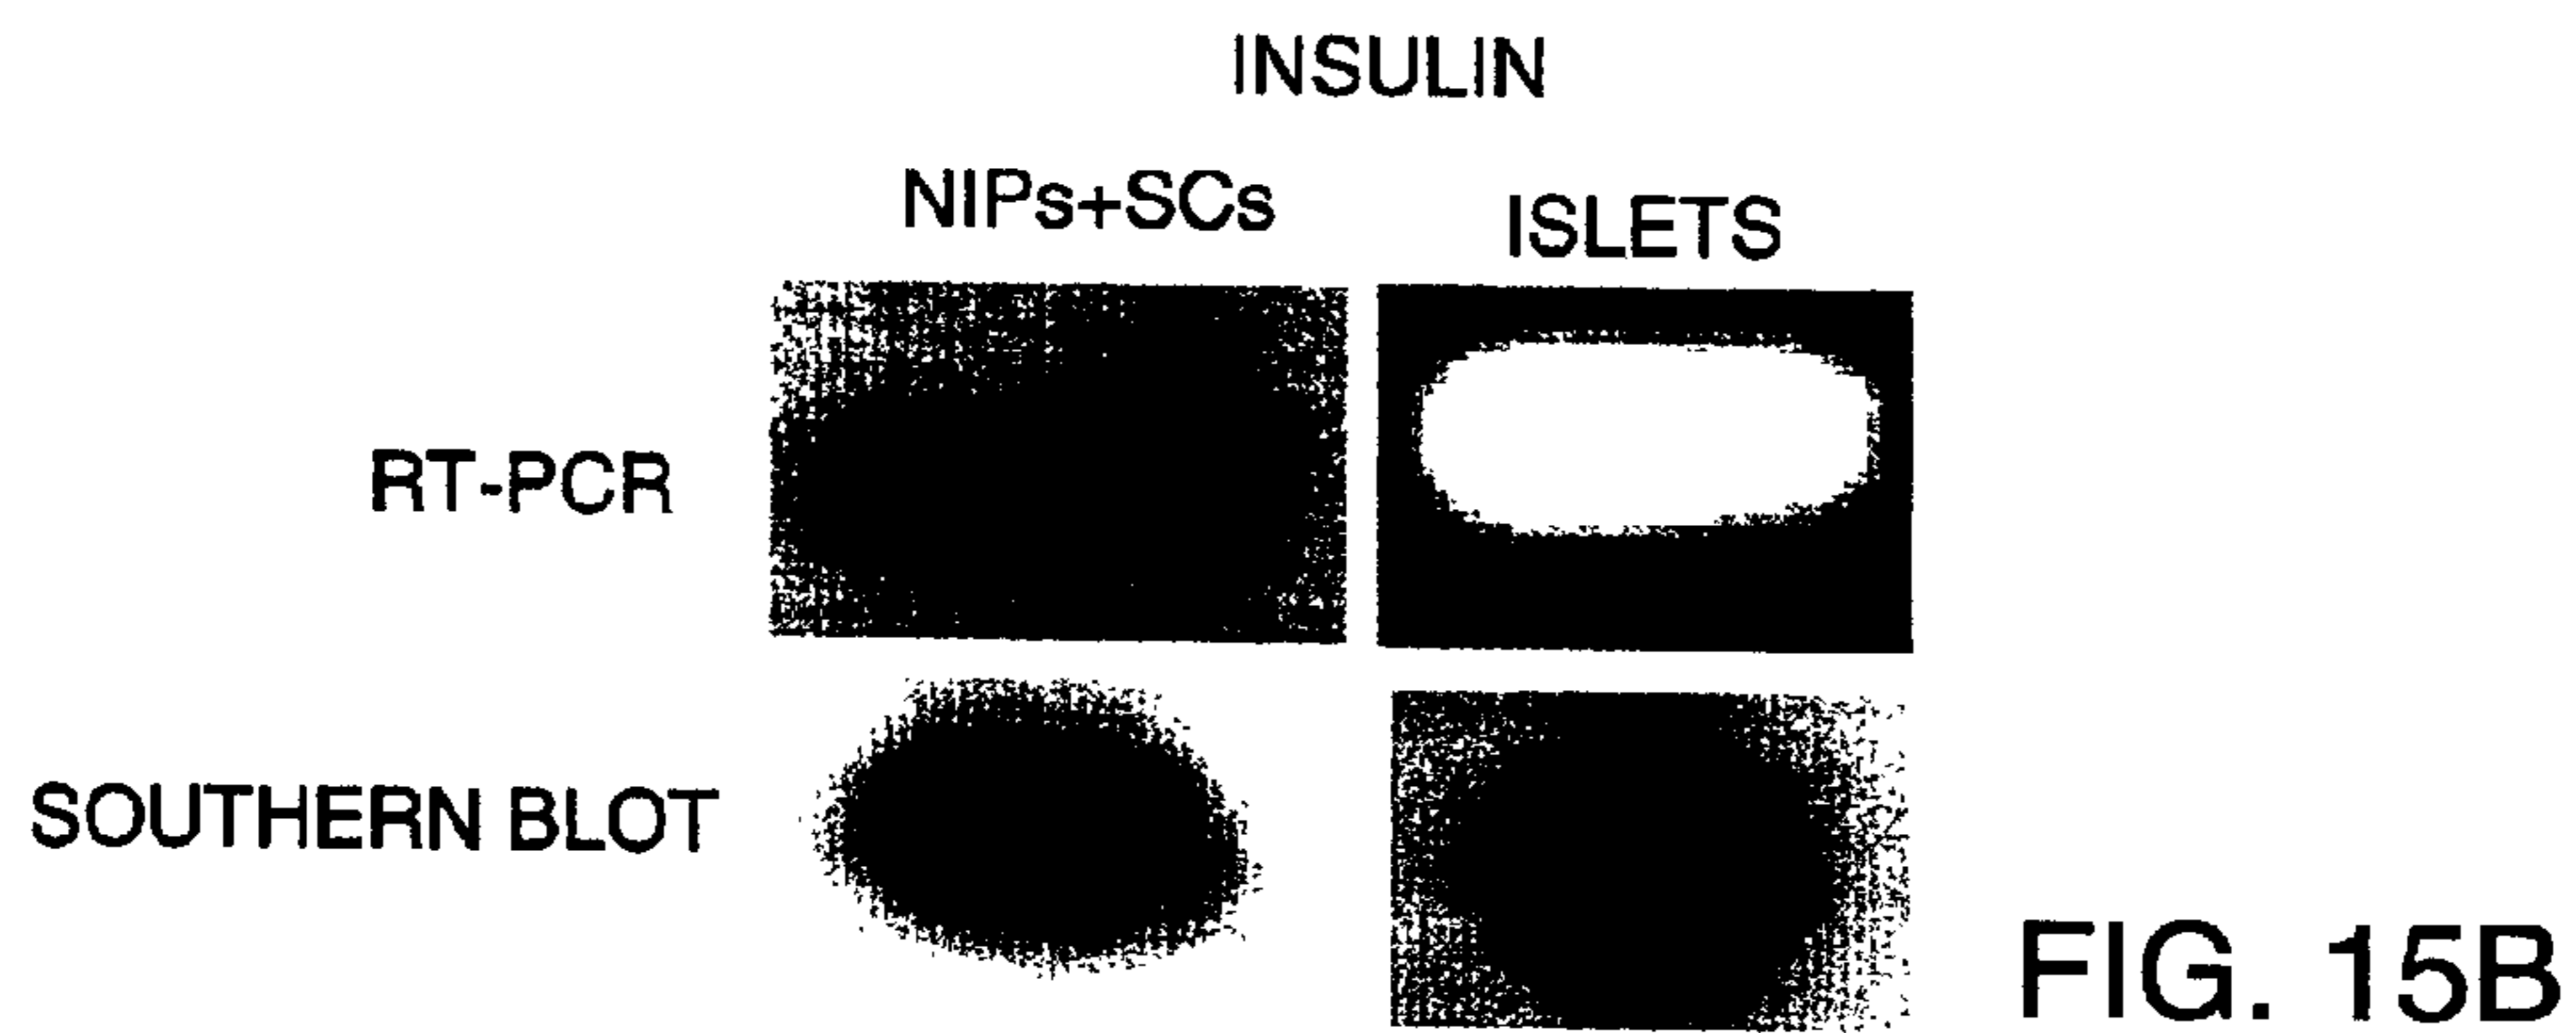 INSULIN
NIPs+SCs ISLETS
RT-PCR
SOUTHERN BLOT
FIG. 15B